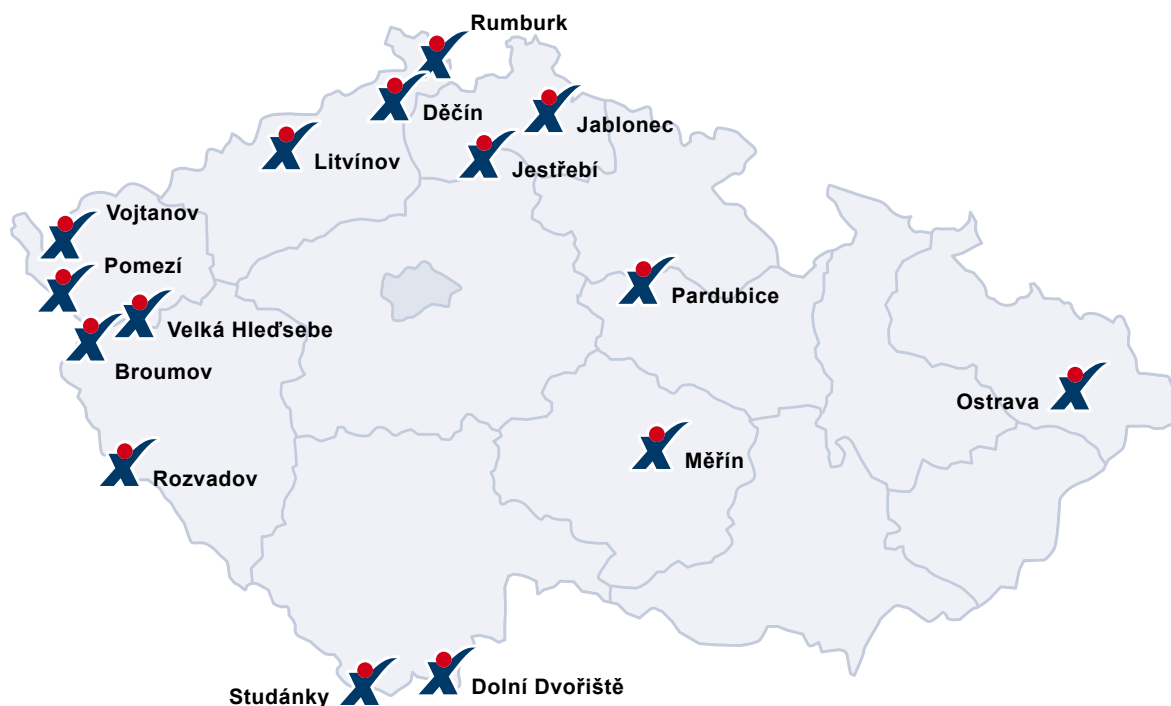 Rumburk
Děčín
Jablonec
Litvínov
Jestřebí
Vojtanov
Pomezí
Pardubice
Velká Hleďsebe
Broumov
Ostrava
Měřín
Rozvadov
Dolní Dvořiště
Studánky